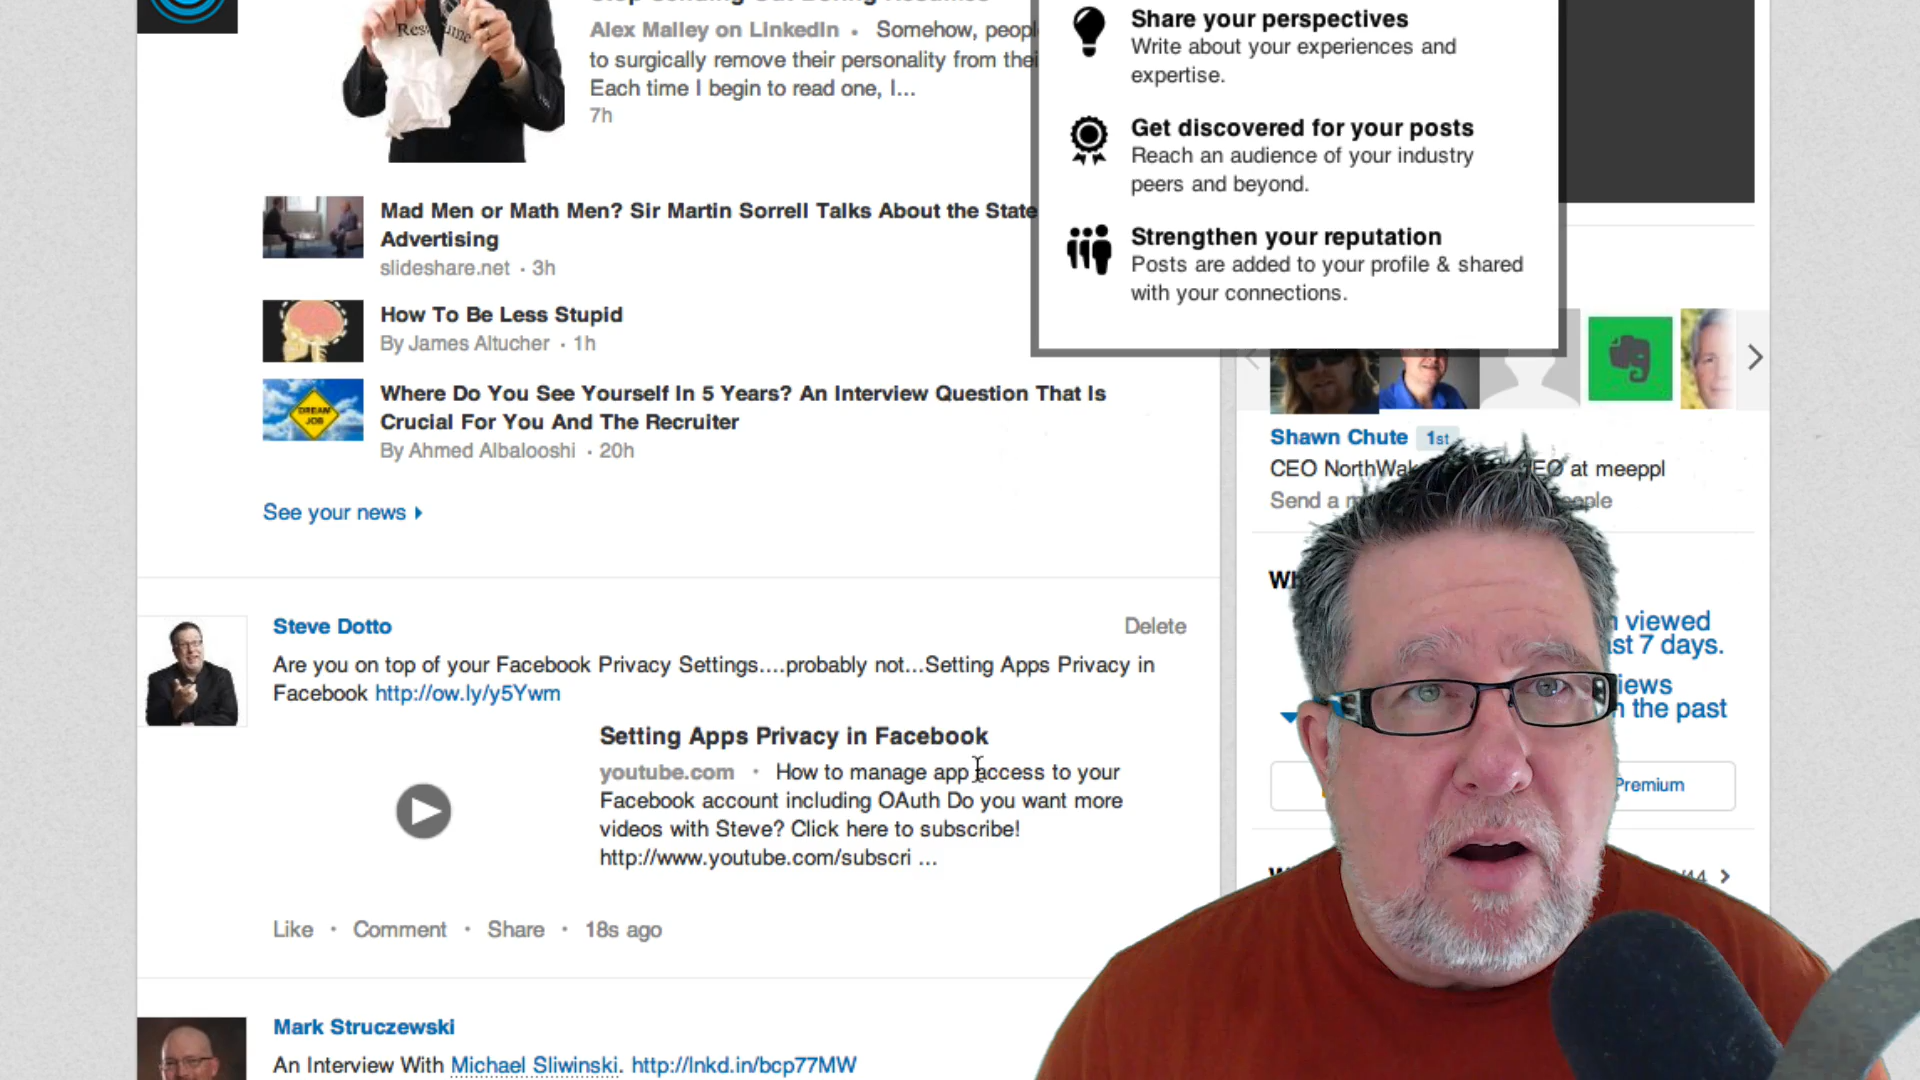 Resume
Alex Malley on LinkedIn • Somehow, peopl
to surgically remove their personality from thei
Each time I begin to read one, I...
7h
Share your perspectives
Write about your experiences and
expertise.
Get discovered for your posts
Reach an audience of your industry
peers and beyond.
Strengthen your reputation
Posts are added to your profile & shared
with your connections.
Mad Men or Math Men? Sir Martin Sorrell Talks About the State
Advertising
slideshare.net · 3h
How To Be Less Stupid
By James Altucher · 1h
DREAM
JOB
Where Do You See Yourself In 5 Years? An Interview Question That Is
Crucial For You And The Recruiter
By Ahmed Albalooshi · 20h
See your news
Shawn Chute 1st
CEO NorthWa EO at meeppl
Send a
viewed
st 7 days.
iews
the past
Premium
Steve Dotto
Delete
Are you on top of your Facebook Privacy Settings....probably not...Setting Apps Privacy in
Facebook http://ow.ly/y5Ywm
Setting Apps Privacy in Facebook
youtube.com • How to manage app access to your
Facebook account including OAuth Do you want more
videos with Steve? Click here to subscribe!
http://www.youtube.com/subscri ...
Like • Comment • Share • 18s ago
Mark Struczewski
An Interview With Michael Sliwinski. http://lnkd.in/bcp77MW